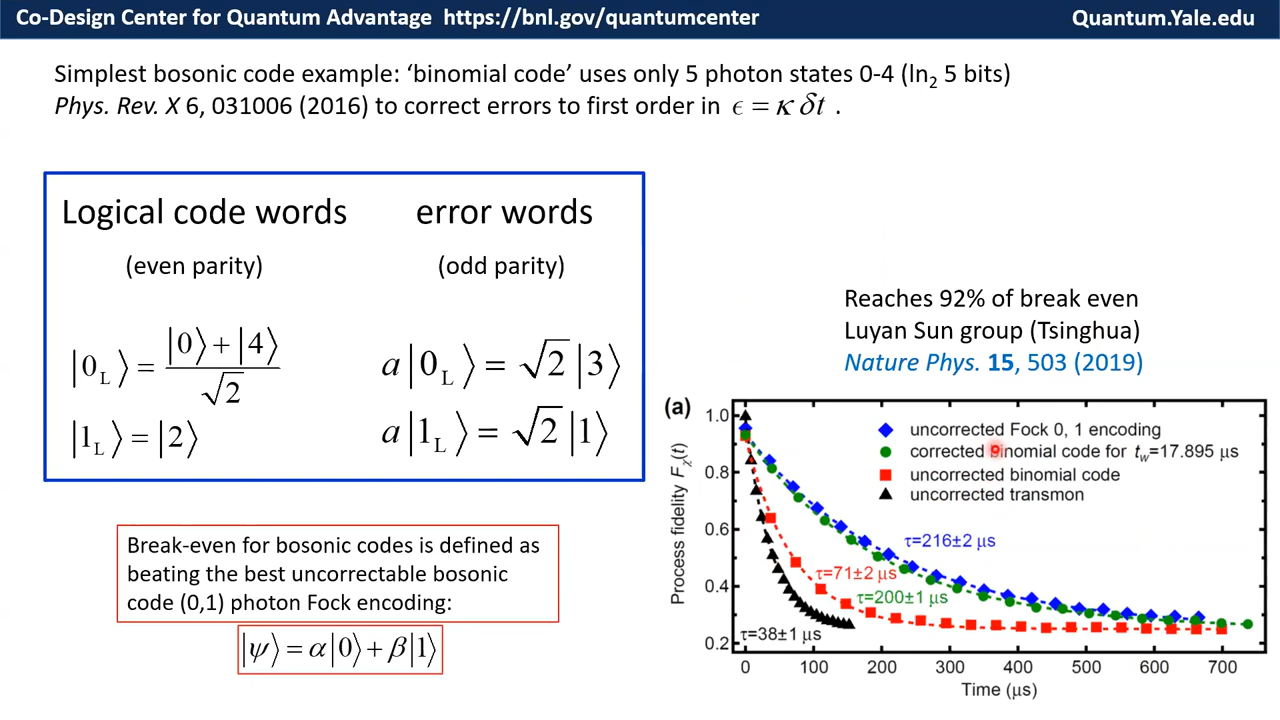 Co-Design Center for Quantum Advantage https://bnl.gov/quantumcenter
Quantum.Yale.edu
Simplest bosonic code example: ‘binomial code’ uses only 5 photon states 0-4 (ln₂ 5 bits)
Phys. Rev. X 6, 031006 (2016) to correct errors to first order in ϵ = κ δt .
Logical code words
(even parity)
|0_L⟩ = (|0⟩ + |4⟩)/√2
|1_L⟩ = |2⟩
error words
(odd parity)
a|0_L⟩ = √2 |3⟩
a|1_L⟩ = √2 |1⟩
Break-even for bosonic codes is defined as
beating the best uncorrectable bosonic
code (0,1) photon Fock encoding:
|ψ⟩ = α|0⟩ + β|1⟩
Reaches 92% of break even
Luyan Sun group (Tsinghua)
Nature Phys. 15, 503 (2019)
(a)
Process fidelity Fχ(t)
1.0
0.8
0.6
0.4
0.2
uncorrected Fock 0, 1 encoding
corrected binomial code for t_w=17.895 μs
uncorrected binomial code
uncorrected transmon
τ=216±2 μs
τ=71±2 μs
τ=200±1 μs
τ=38±1 μs
0 100 200 300 400 500 600 700
Time (μs)